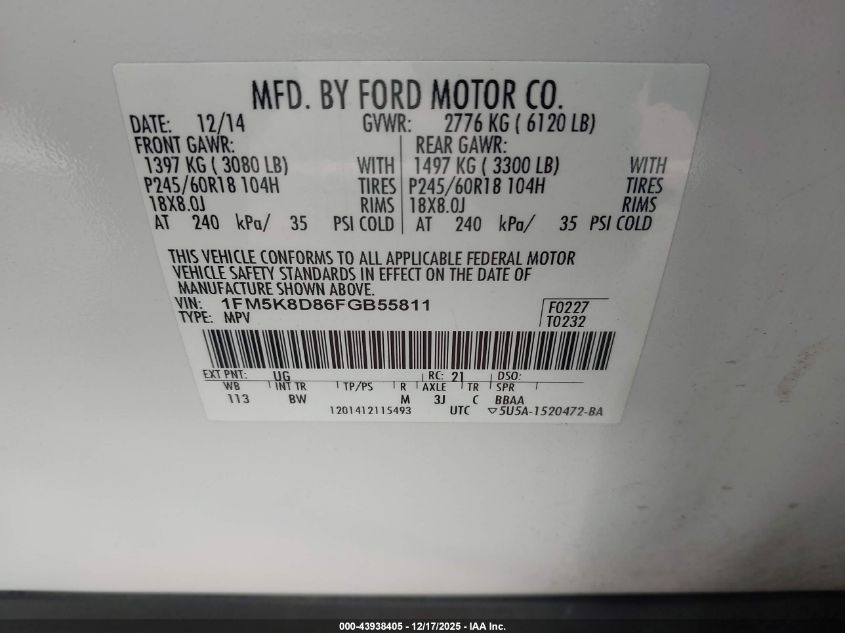 MFD. BY FORD MOTOR CO.
DATE: 12/14 GVWR: 2776 KG ( 6120 LB)
FRONT GAWR: REAR GAWR:
1397 KG ( 3080 LB) WITH 1497 KG ( 3300 LB) WITH
P245/60R18 104H TIRES P245/60R18 104H TIRES
18X8.0J RIMS 18X8.0J RIMS
AT 240 kPa/ 35 PSI COLD AT 240 kPa/ 35 PSI COLD
THIS VEHICLE CONFORMS TO ALL APPLICABLE FEDERAL MOTOR
VEHICLE SAFETY STANDARDS IN EFFECT ON THE DATE OF
MANUFACTURE SHOWN ABOVE.
VIN: 1FM5K8D86FGB55811 F0227
TYPE: MPV T0232
EXT PNT: UG RC: 21 DSO:
WB INT TR TP/PS R AXLE TR SPR
113 BW M 3J C BBAA
1201412115493 UTC ▽5U5A-1520472-BA
000-43938405 - 12/17/2025 - IAA Inc.